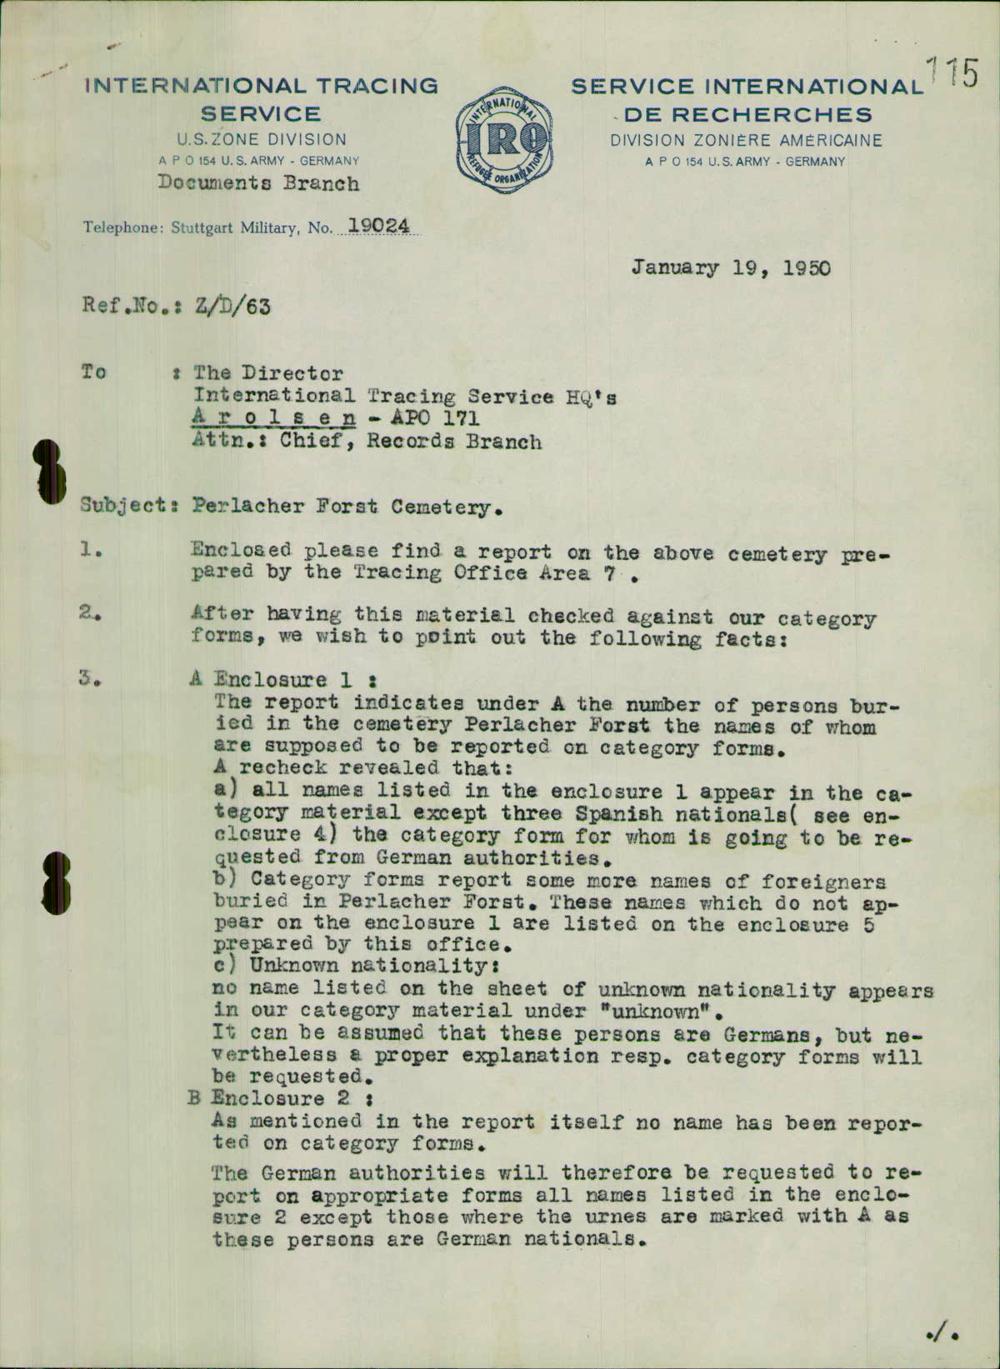 115
INTERNATIONAL TRACING
SERVICE
U.S. ZONE DIVISION
A P O 154 U. S. ARMY - GERMANY
Documents Branch
Telephone: Stuttgart Military, No. 19024
INTERNATIONAL
IRO
REFUGEE ORGANIZATION
SERVICE INTERNATIONAL
DE RECHERCHES
DIVISION ZONIÈRE AMÉRICAINE
A P O 154 U. S. ARMY - GERMANY
January 19, 1950
Ref.No.: Z/D/63
To : The Director
International Tracing Service HQ's
A r o l s e n - APO 171
Attn.: Chief, Records Branch
Subject: Perlacher Forst Cemetery.
1. Enclosed please find a report on the above cemetery pre-
pared by the Tracing Office Area 7 .
2. After having this material checked against our category
forms, we wish to point out the following facts:
3. A Enclosure 1 :
The report indicates under A the number of persons bur-
ied in the cemetery Perlacher Forst the names of whom
are supposed to be reported on category forms.
A recheck revealed that:
a) all names listed in the enclosure 1 appear in the ca-
tegory material except three Spanish nationals( see en-
closure 4) the category form for whom is going to be re-
quested from German authorities.
b) Category forms report some more names of foreigners
buried in Perlacher Forst. These names which do not ap-
pear on the enclosure 1 are listed on the enclosure 5
prepared by this office.
c) Unknown nationality:
no name listed on the sheet of unknown nationality appears
in our category material under "unknown".
It can be assumed that these persons are Germans, but ne-
vertheless a proper explanation resp. category forms will
be requested.
B Enclosure 2 :
As mentioned in the report itself no name has been repor-
ted on category forms.
The German authorities will therefore be requested to re-
port on appropriate forms all names listed in the enclo-
sure 2 except those where the urnes are marked with A as
these persons are German nationals.
./.